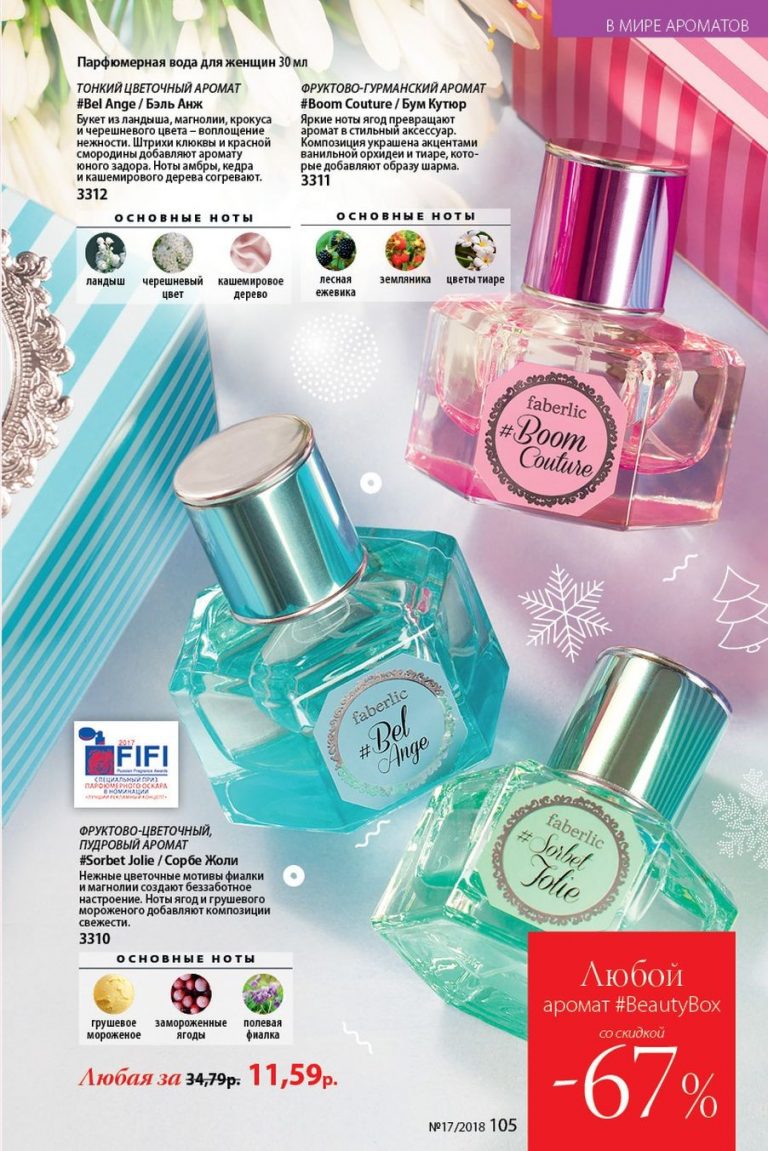 В МИРЕ АРОМАТОВ
Парфюмерная вода для женщин 30 мл
ТОНКИЙ ЦВЕТОЧНЫЙ АРОМАТ
#Bel Ange / Бэль Анж
Букет из ландыша, магнолии, крокуса
и черешневого цвета – воплощение
нежности. Штрихи клюквы и красной
смородины добавляют аромату
юного задора. Ноты амбры, кедра
и кашемирового дерева согревают.
3312
ОСНОВНЫЕ НОТЫ
ландыш
черешневый
цвет
кашемировое
дерево
ФРУКТОВО-ГУРМАНСКИЙ АРОМАТ
#Boom Couture / Бум Кутюр
Яркие ноты ягод превращают
аромат в стильный аксессуар.
Композиция украшена акцентами
ванильной орхидеи и тиаре, кото-
рые добавляют образу шарма.
3311
ОСНОВНЫЕ НОТЫ
лесная
ежевика
земляника
цветы тиаре
faberlic
#Boom
Couture
faberlic
#Bel
Ange
faberlic
#Sorbet
Jolie
2017
FIFI
Russian Fragrance Awards
СПЕЦИАЛЬНЫЙ ПРИЗ
ПАРФЮМЕРНОГО ОСКАРА
В НОМИНАЦИИ
«ЛУЧШИЙ РЕКЛАМНЫЙ КОНЦЕПТ»
ФРУКТОВО-ЦВЕТОЧНЫЙ,
ПУДРОВЫЙ АРОМАТ
#Sorbet Jolie / Сорбе Жоли
Нежные цветочные мотивы фиалки
и магнолии создают беззаботное
настроение. Ноты ягод и грушевого
мороженого добавляют композиции
свежести.
3310
ОСНОВНЫЕ НОТЫ
грушевое
мороженое
замороженные
ягоды
полевая
фиалка
Любая за 34,79р. 11,59р.
Любой
аромат #BeautyBox
со скидкой
-67%
№17/2018 105